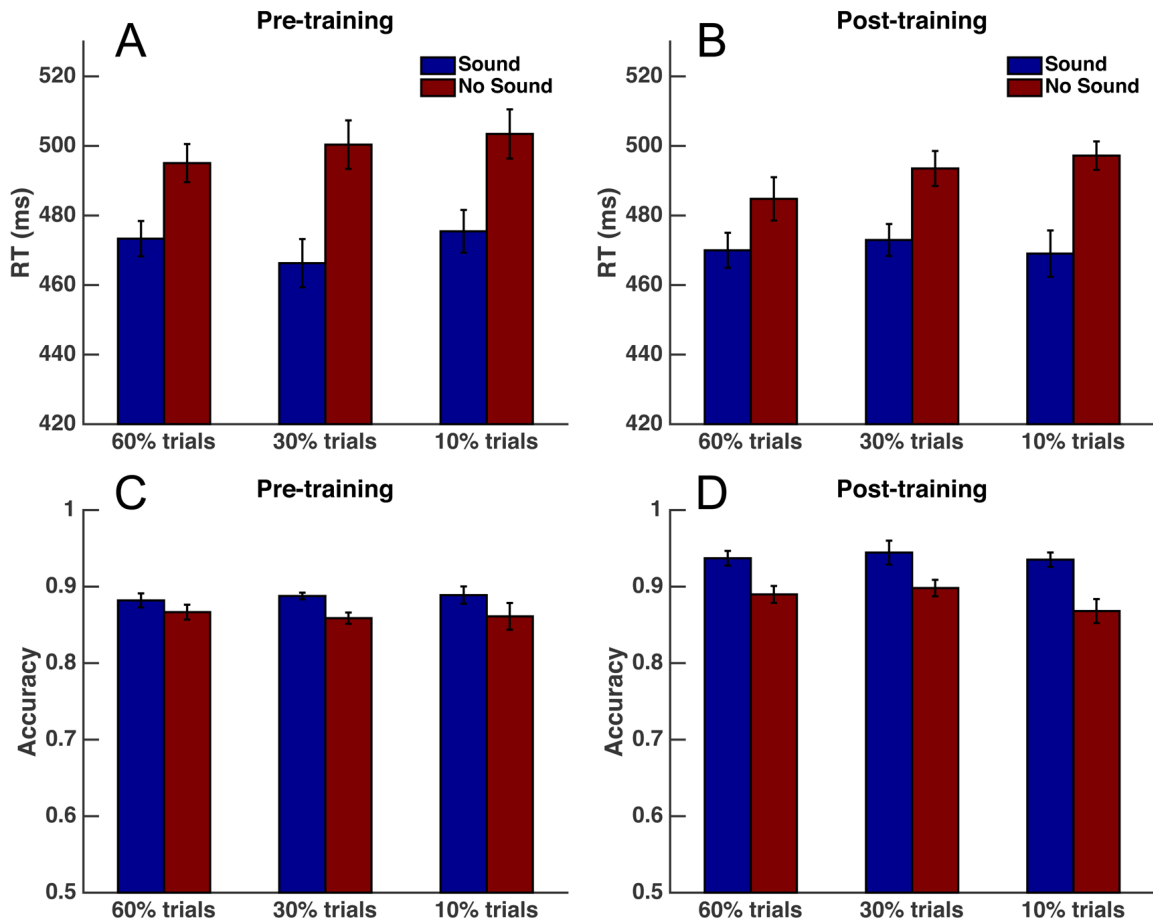 A
Pre-training
Sound
No Sound
RT (ms)
520
500
480
460
440
420
60% trials
30% trials
10% trials
B
Post-training
Sound
No Sound
RT (ms)
520
500
480
460
440
420
60% trials
30% trials
10% trials
C
Pre-training
Accuracy
1
0.9
0.8
0.7
0.6
0.5
60% trials
30% trials
10% trials
D
Post-training
Accuracy
1
0.9
0.8
0.7
0.6
0.5
60% trials
30% trials
10% trials